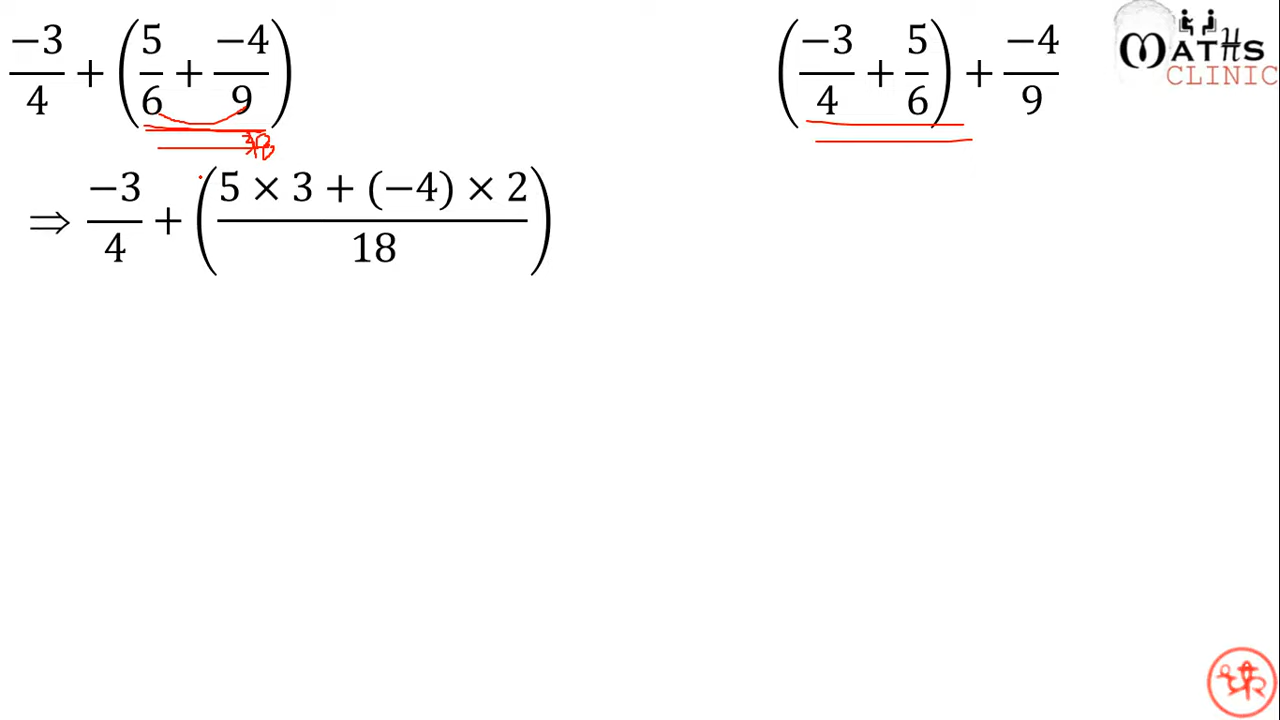 −3/4 + (5/6 + −4/9)
(−3/4 + 5/6) + −4/9
⇒ −3/4 + (5 × 3 + (−4) × 2 / 18)
MATHS
CLINIC